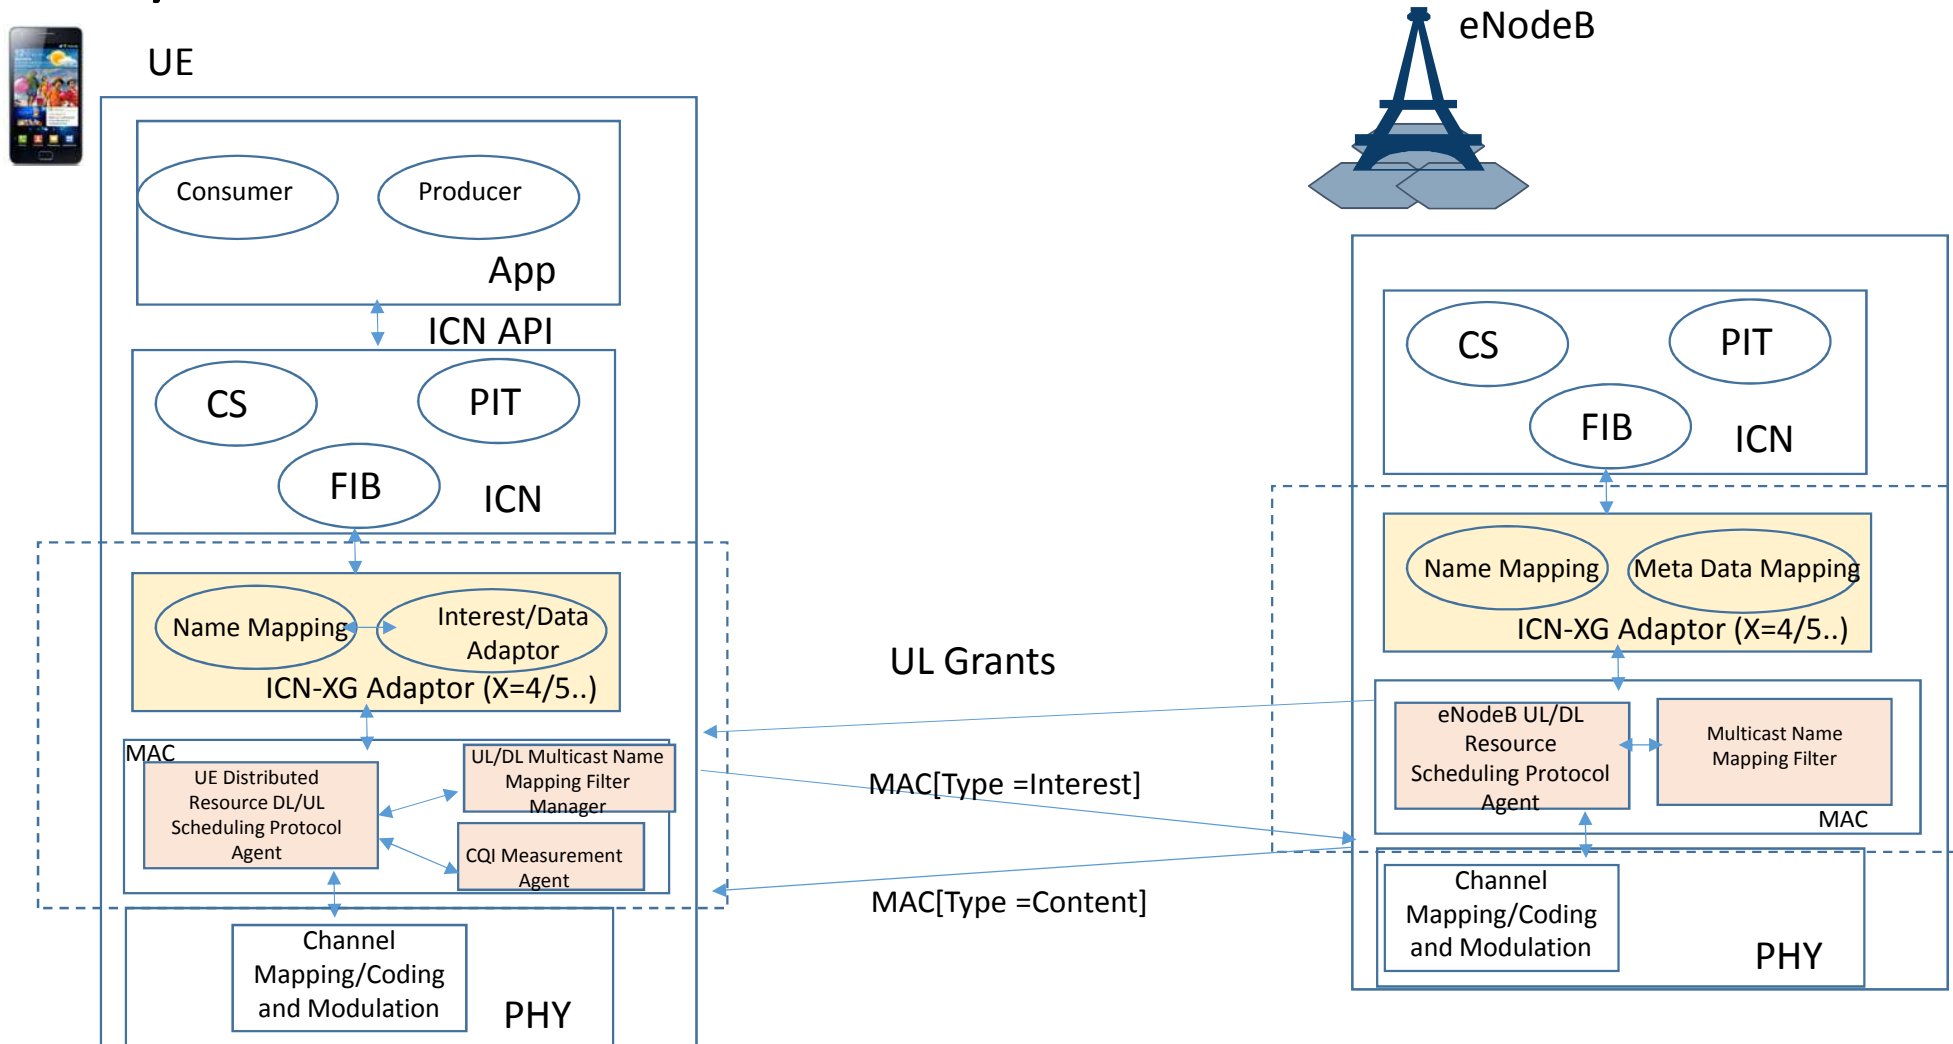 UE
eNodeB
Consumer
Producer
App
ICN API
CS
PIT
FIB
ICN
Name Mapping
Interest/Data
Adaptor
ICN-XG Adaptor (X=4/5..)
MAC
UE Distributed
Resource DL/UL
Scheduling Protocol
Agent
UL/DL Multicast Name
Mapping Filter
Manager
CQI Measurement
Agent
Channel
Mapping/Coding
and Modulation
PHY
UL Grants
MAC[Type =Interest]
MAC[Type =Content]
CS
PIT
FIB
ICN
Name Mapping
Meta Data Mapping
ICN-XG Adaptor (X=4/5..)
eNodeB UL/DL
Resource
Scheduling Protocol
Agent
Multicast Name
Mapping Filter
MAC
Channel
Mapping/Coding
and Modulation
PHY